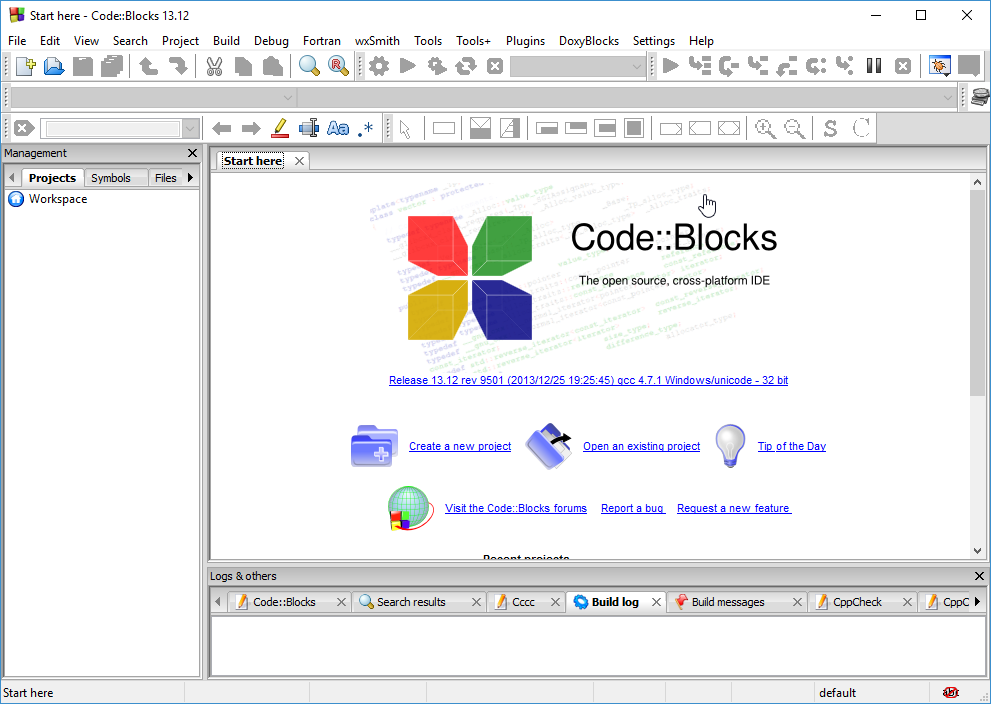 Start here - Code::Blocks 13.12
File Edit View Search Project Build Debug Fortran wxSmith Tools Tools+ Plugins DoxyBlocks Settings Help
Aa .*
S C
Management
Projects Symbols Files
Workspace
Start here
Code::Blocks
The open source, cross-platform IDE
Release 13.12 rev 9501 (2013/12/25 19:25:45) gcc 4.7.1 Windows/unicode - 32 bit
Create a new project Open an existing project Tip of the Day
Visit the Code::Blocks forums Report a bug Request a new feature
Recent projects
Logs & others
Code::Blocks Search results Cccc Build log Build messages CppCheck CppC
Start here default